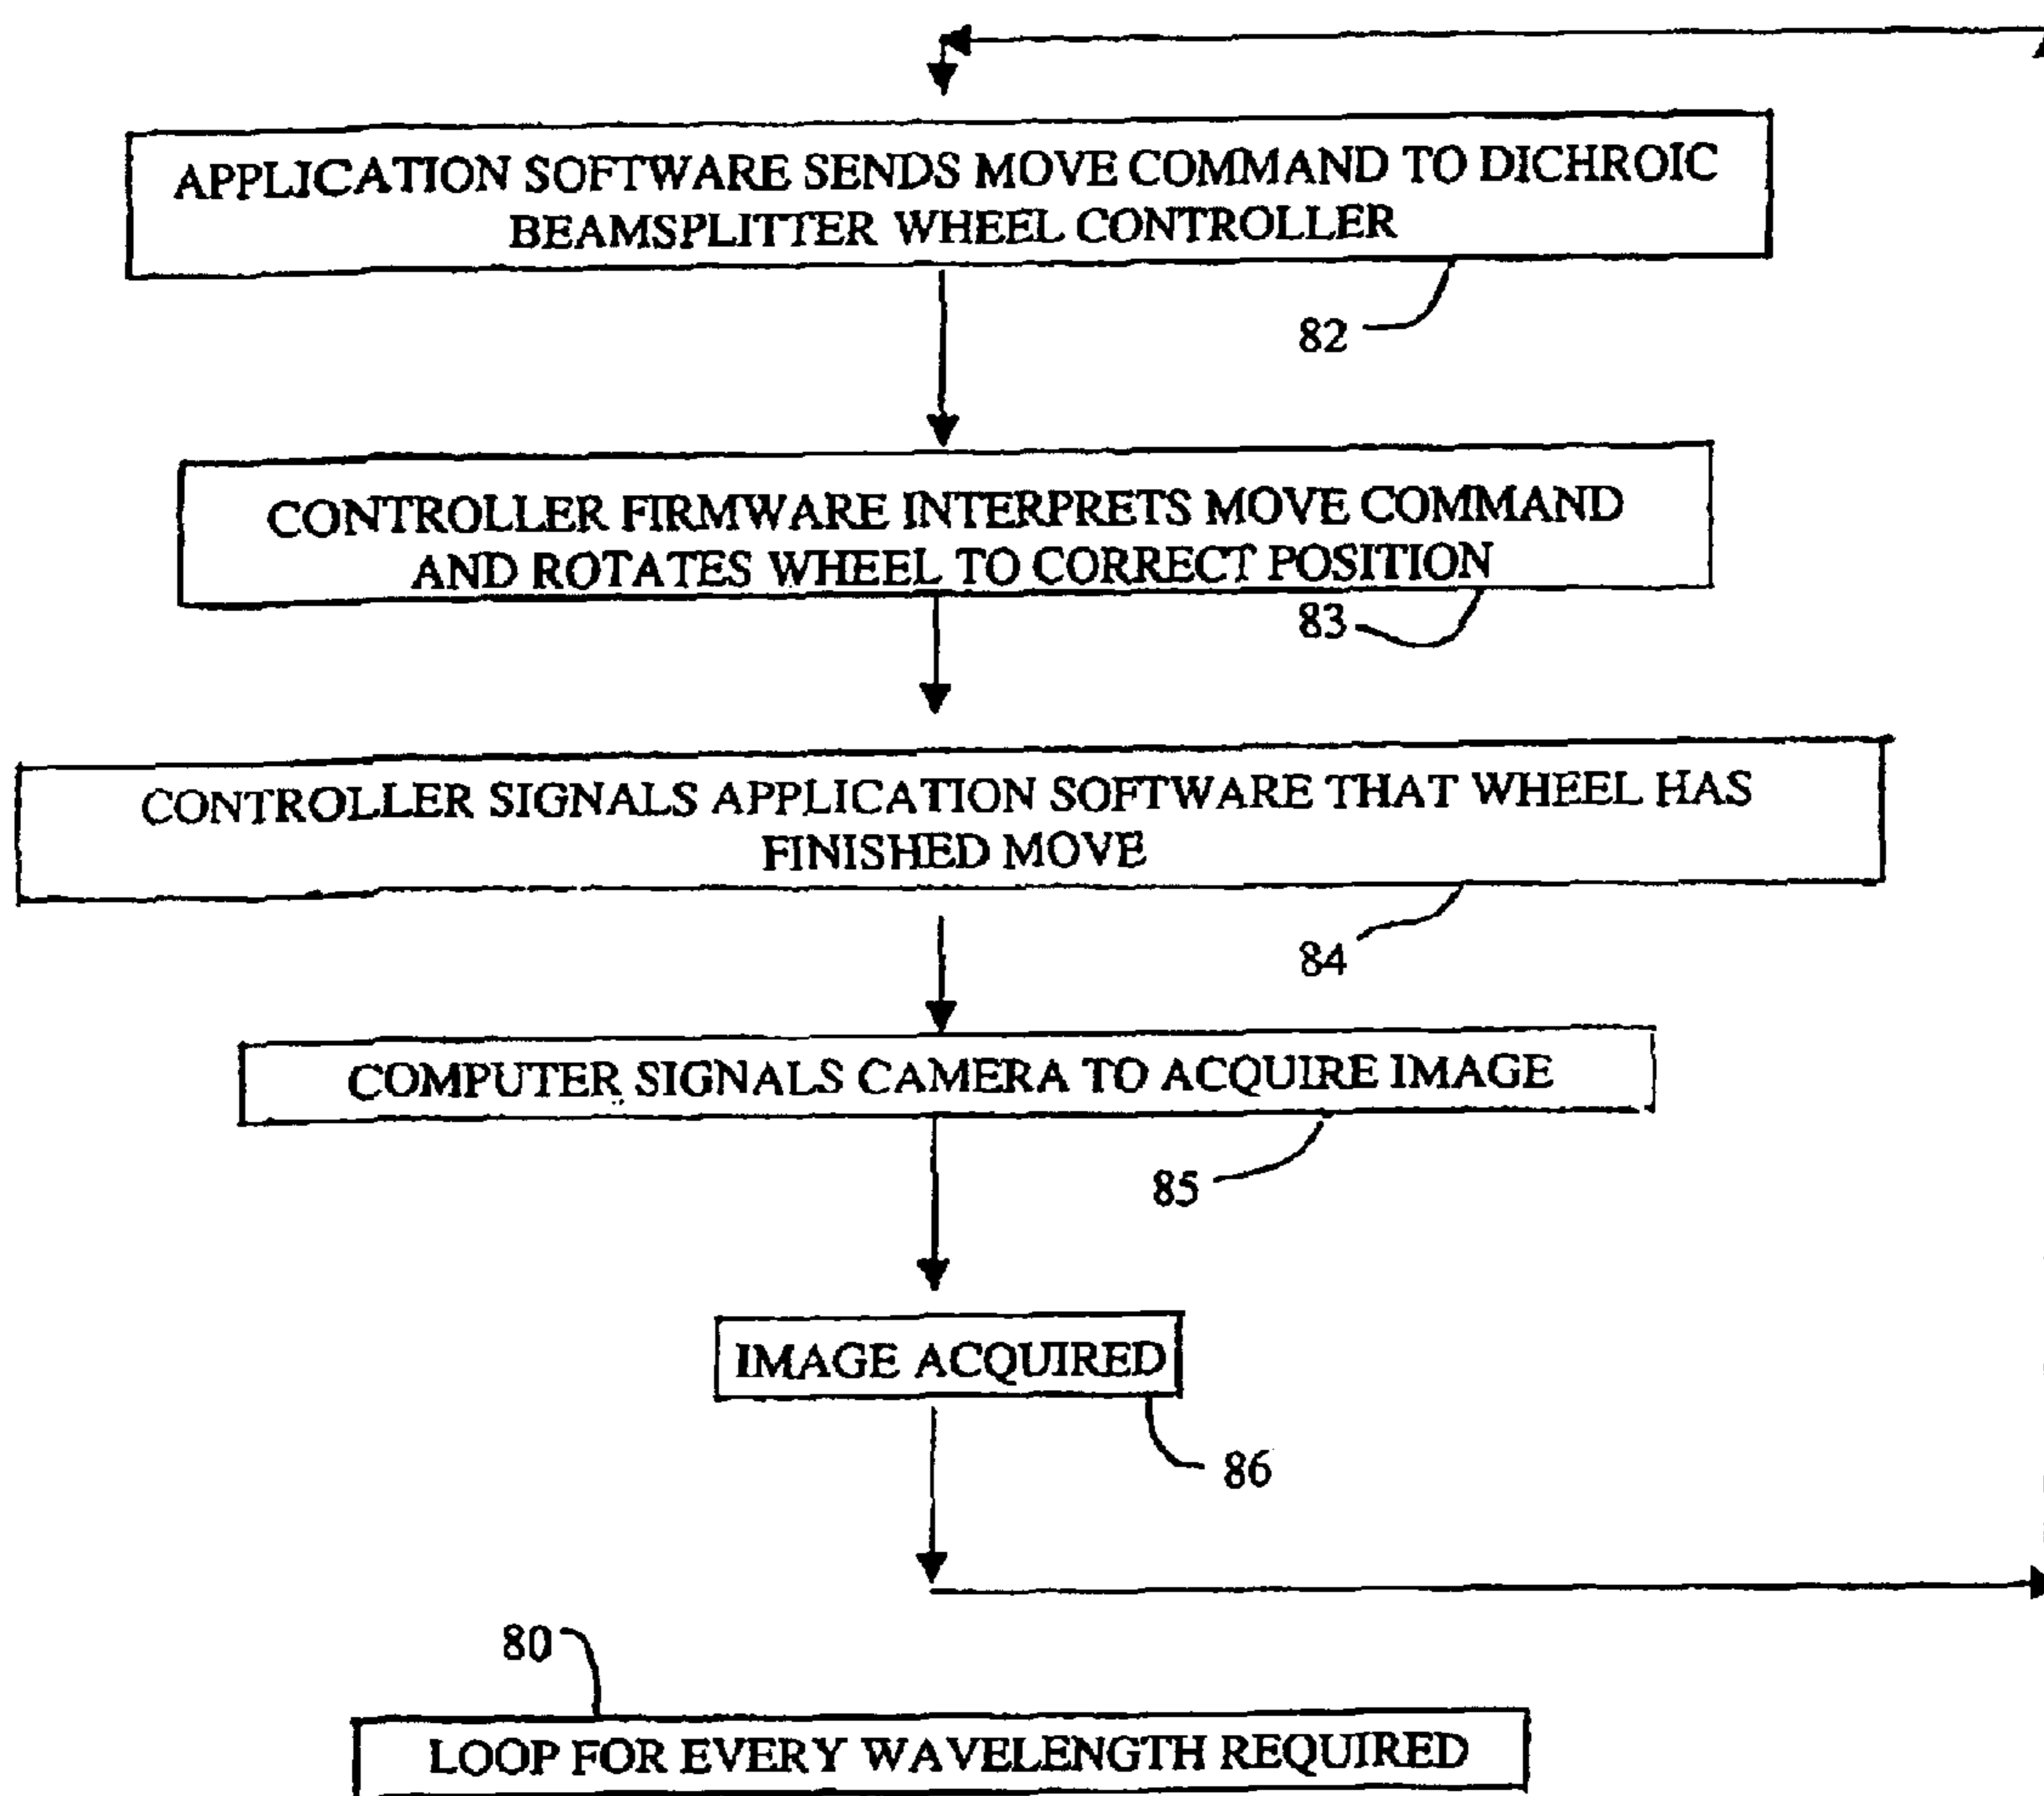 APPLICATION SOFTWARE SENDS MOVE COMMAND TO DICHROIC
BEAMSPLITTER WHEEL CONTROLLER
82
CONTROLLER FIRMWARE INTERPRETS MOVE COMMAND
AND ROTATES WHEEL TO CORRECT POSITION
83
CONTROLLER SIGNALS APPLICATION SOFTWARE THAT WHEEL HAS
FINISHED MOVE
84
COMPUTER SIGNALS CAMERA TO ACQUIRE IMAGE
85
IMAGE ACQUIRED
86
80
LOOP FOR EVERY WAVELENGTH REQUIRED